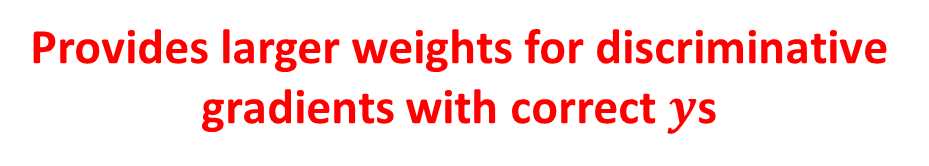 Provides larger weights for discriminative
gradients with correct ys